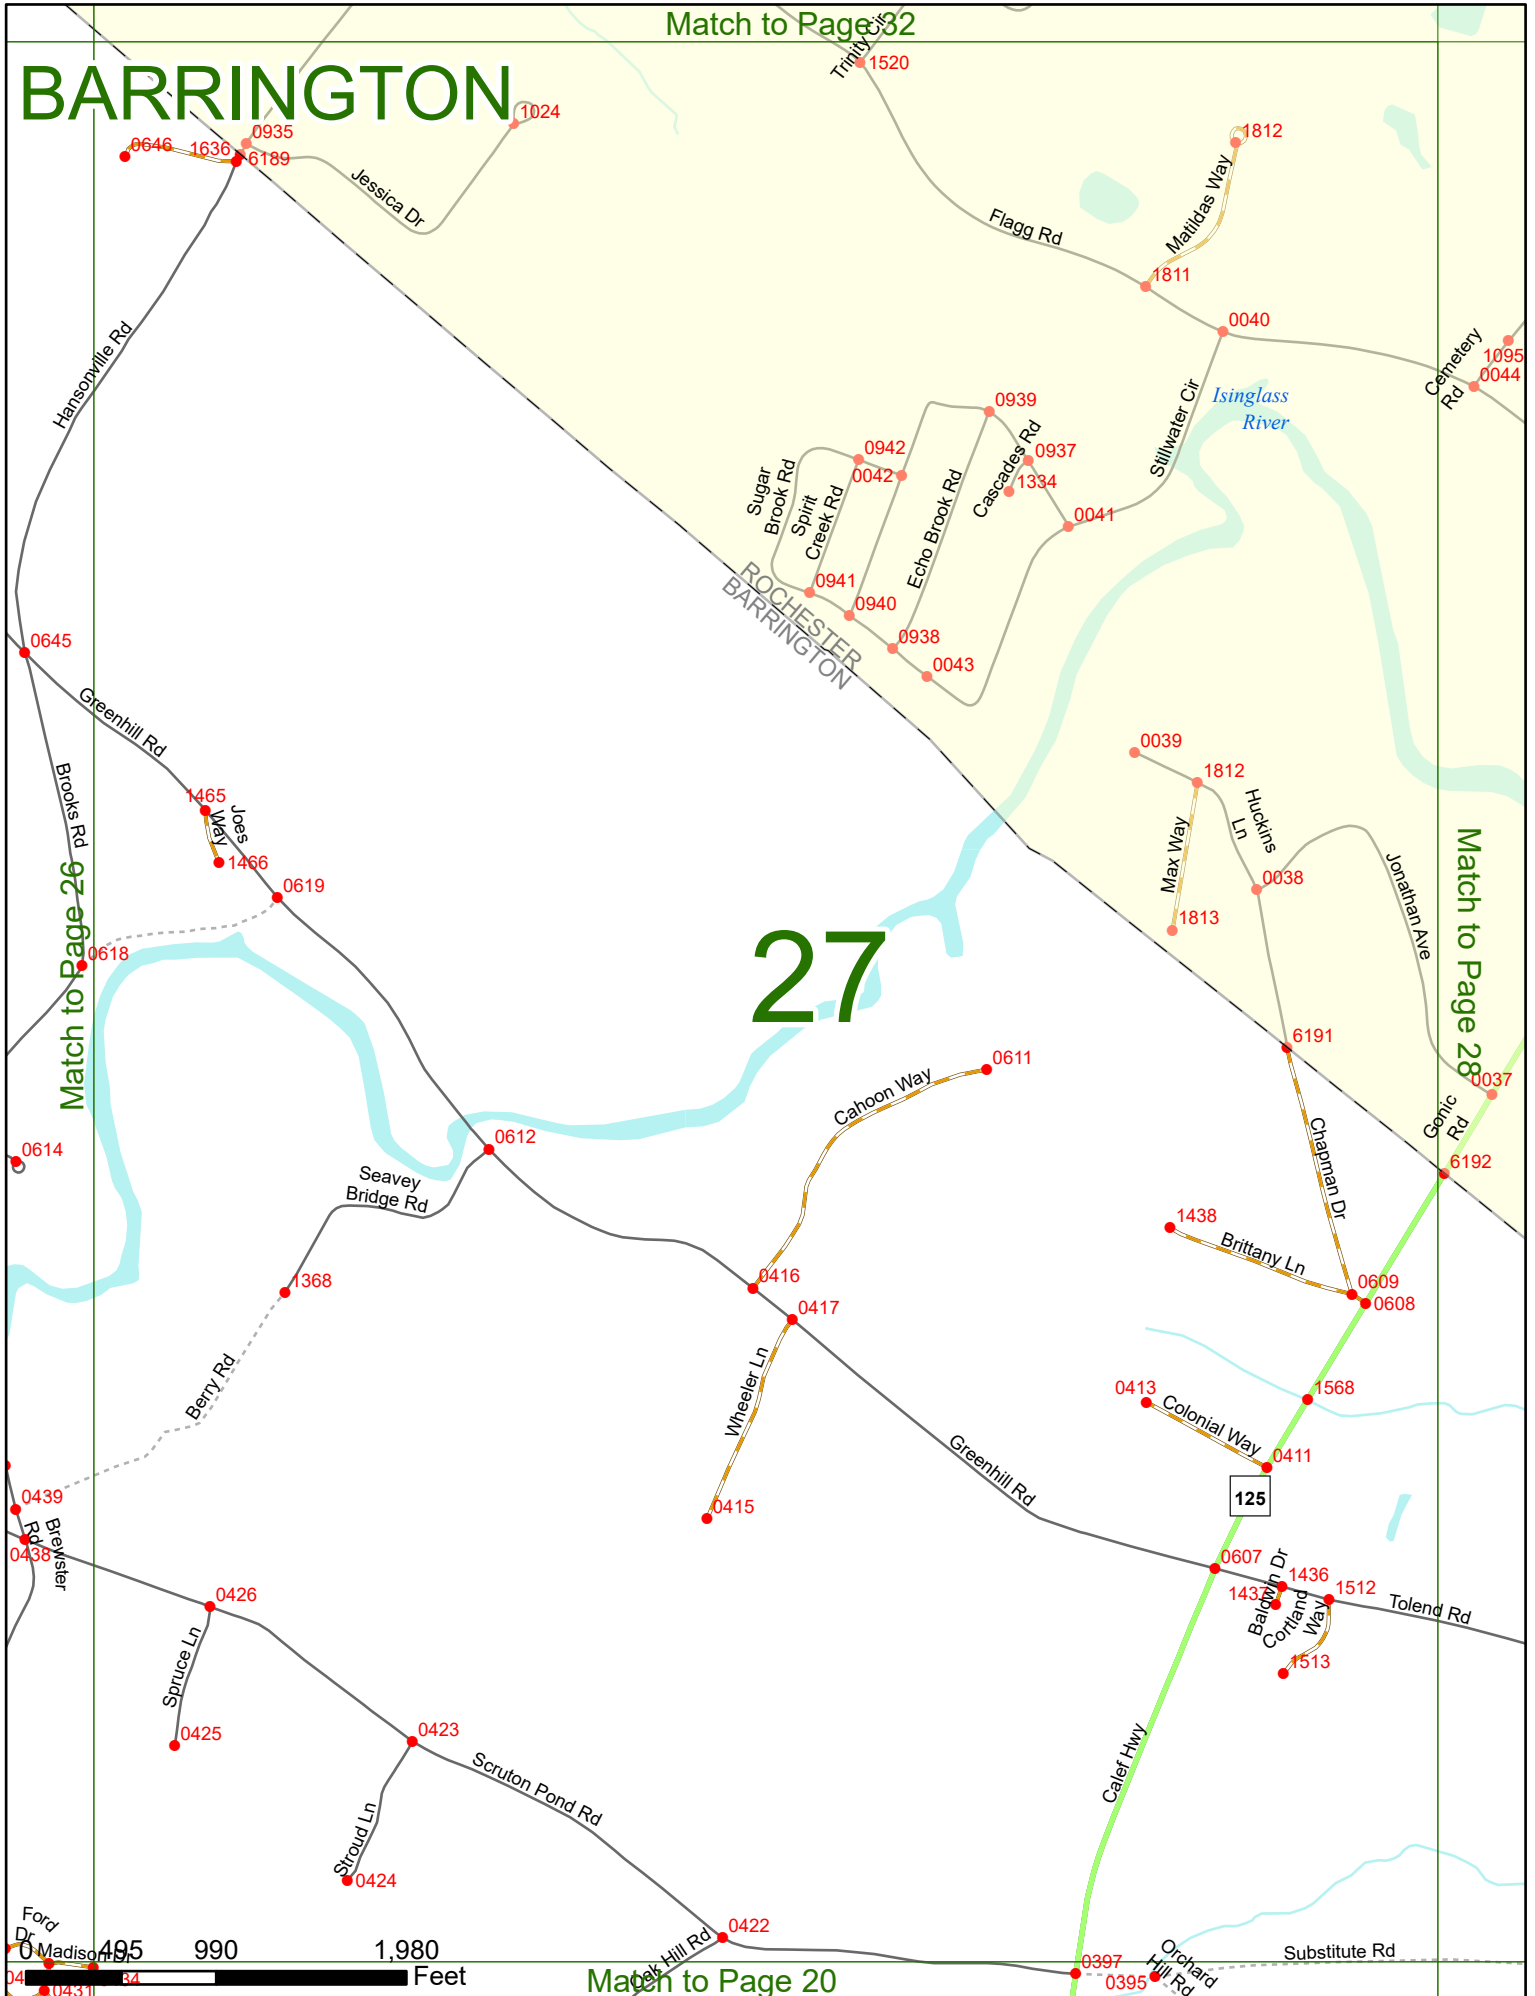 Match to Page 32
BARRINGTON
Trinity Cir
1520
1024
0935
0646
1636
6189
1812
Jessica Dr
Matildas Way
Flagg Rd
1811
0040
Hansonville Rd
Cemetery
Rd
1095
0044
Isinglass
River
Stillwater Cir
0939
Cascades Rd
0937
0942
0042
1334
Sugar
Brook Rd
Spirit
Creek Rd
Echo Brook Rd
0041
0941
0940
ROCHESTER
BARRINGTON
0938
0043
0645
Greenhill Rd
0039
1812
Brooks Rd
1465
Joes
Way
1466
Huckins
Ln
Max Way
0038
Jonathan Ave
Match to Page 28
Match to Page 26
0619
1813
0618
27
6191
0611
Cahoon Way
0037
Gonic
Rd
Chapman Dr
0612
0614
Seavey
Bridge Rd
6192
1438
Brittany Ln
1368
0416
0609
0608
0417
Berry Rd
Wheeler Ln
0413
1568
Colonial Way
0411
Greenhill Rd
125
0439
0415
Brewster
Rd
0438
0607
Baldwin Dr
1436
1512
1437
Cortland
Way
Tolend Rd
0426
1513
Spruce Ln
0425
0423
Scruton Pond Rd
Calef Hwy
Stroud Ln
0424
Ford
Dr
0422
Oak Hill Rd
0 495 990 1,980
Madison Dr
Feet
0431
Match to Page 20
0397
0395
Orchard
Hill Rd
Substitute Rd